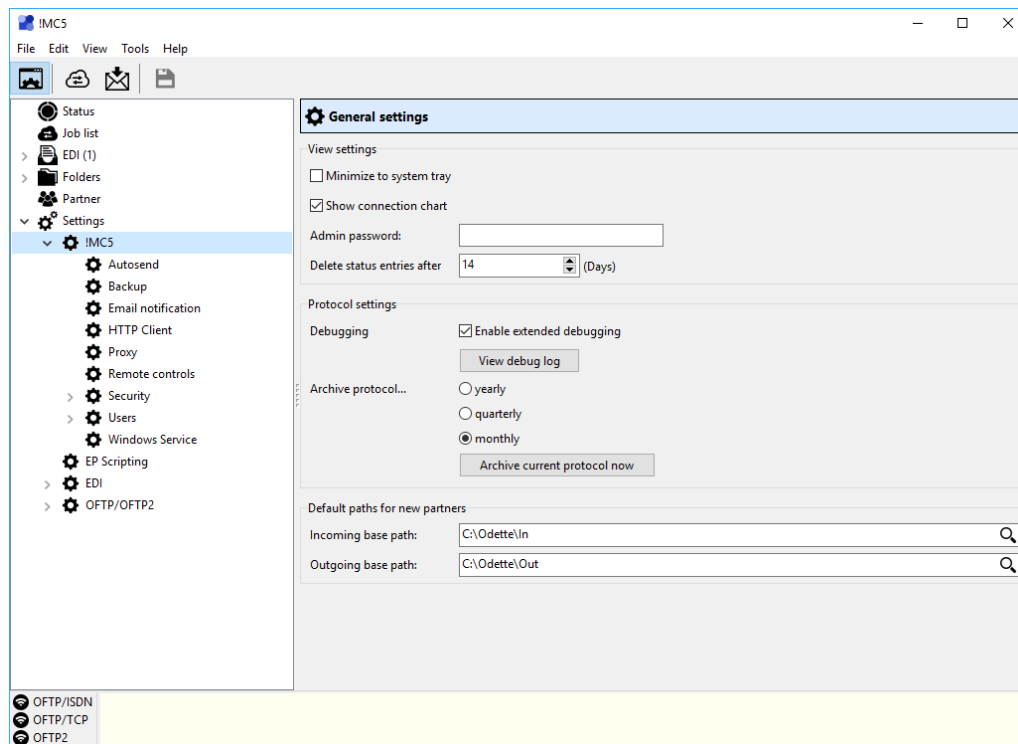 !MC5
File Edit View Tools Help
Status
Job list
EDI (1)
Folders
Partner
Settings
!MC5
Autosend
Backup
Email notification
HTTP Client
Proxy
Remote controls
Security
Users
Windows Service
EP Scripting
EDI
OFTP/OFTP2
General settings
View settings
Minimize to system tray
Show connection chart
Admin password:
Delete status entries after 14 (Days)
Protocol settings
Debugging Enable extended debugging
View debug log
Archive protocol... yearly
quarterly
monthly
Archive current protocol now
Default paths for new partners
Incoming base path: C:\Odette\In
Outgoing base path: C:\Odette\Out
OFTP/ISDN
OFTP/TCP
OFTP2